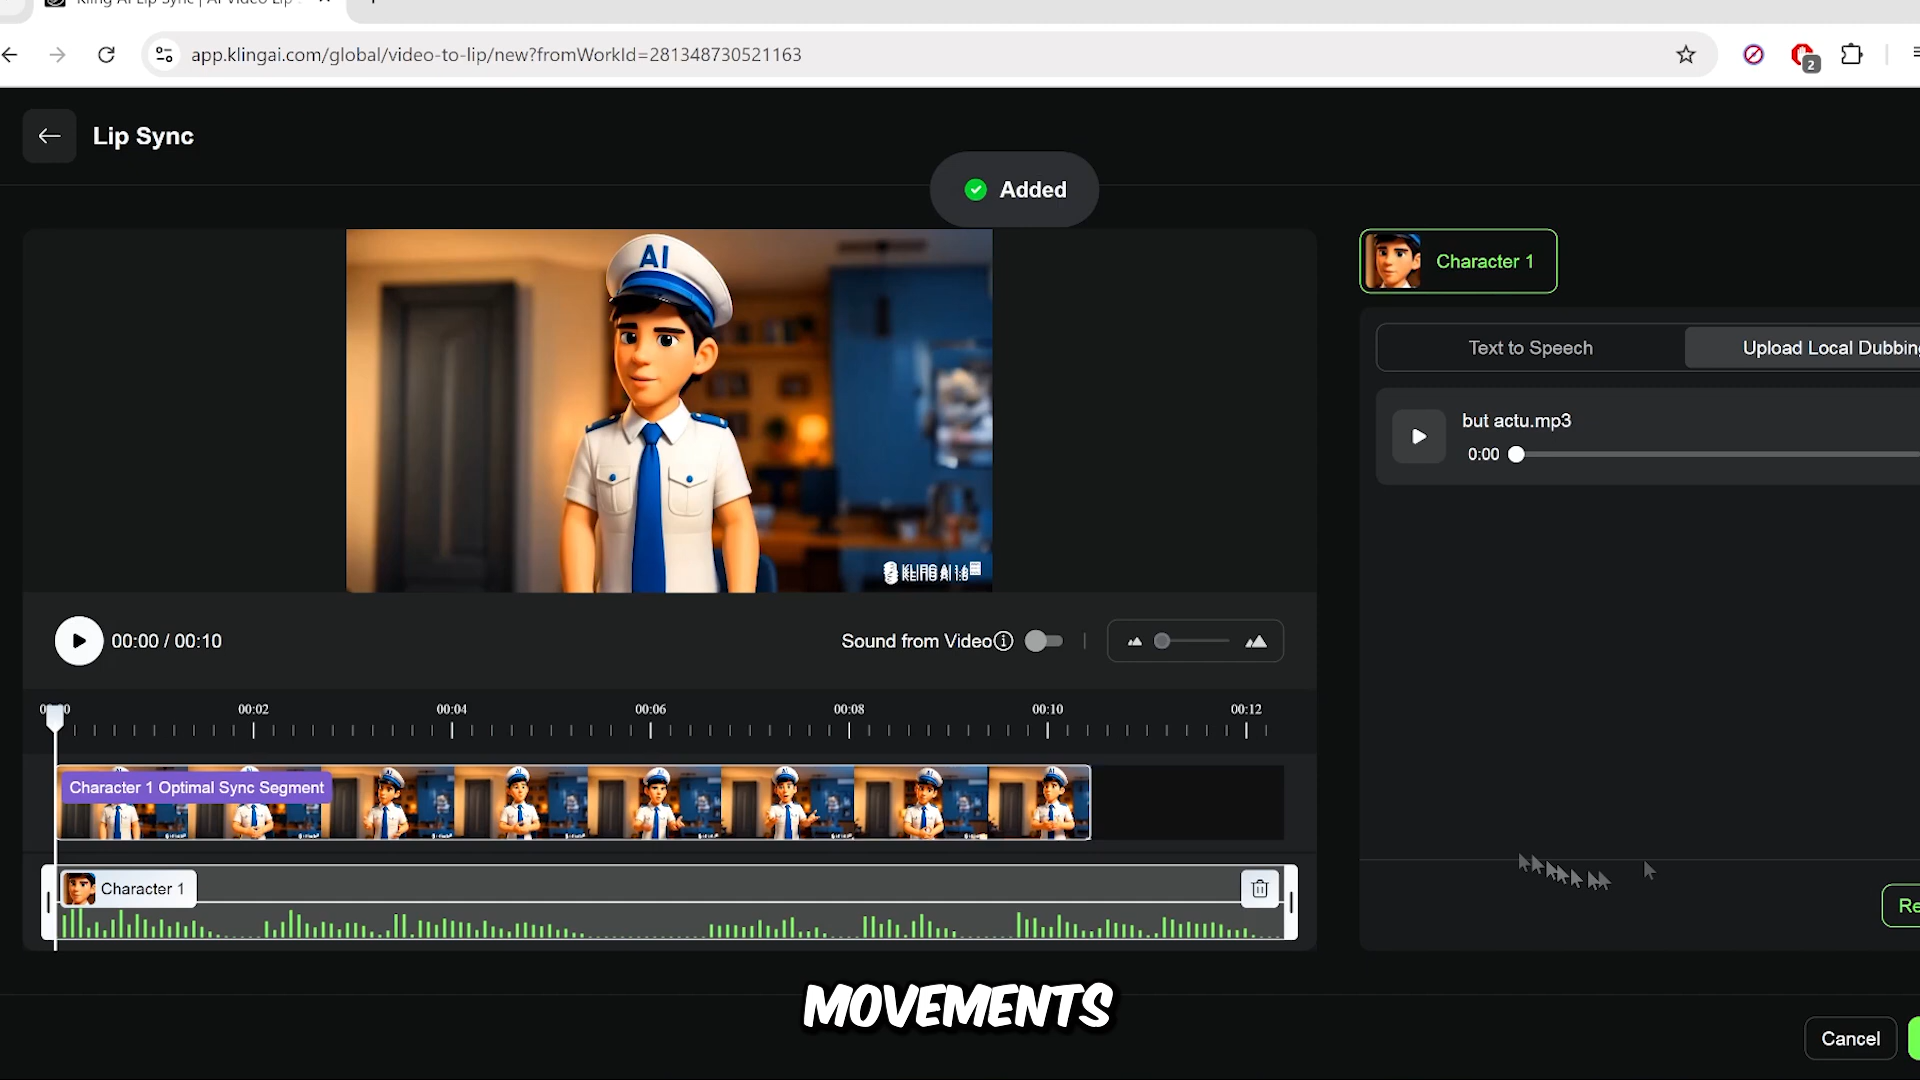 app.klingai.com/global/video-to-lip/new?fromWorkId=281348730521163
2
Lip Sync
Added
AI
Character 1
Text to Speech
Upload Local Dubbing
but actu.mp3
0:00
00:00 / 00:10
Sound from Video
00:02
00:04
00:06
00:08
00:10
00:12
Character 1 Optimal Sync Segment
Character 1
Re
MOVEMENTS
Cancel